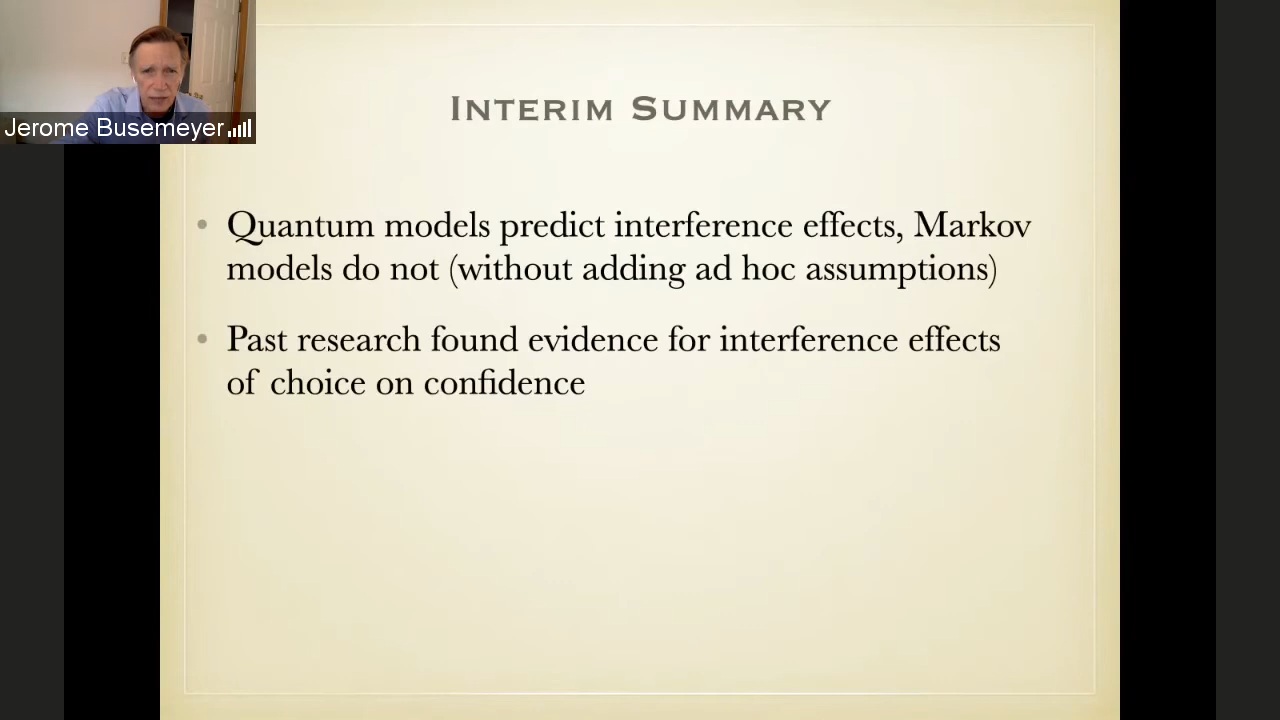 Jerome Busemeyer
INTERIM SUMMARY
• Quantum models predict interference effects, Markov
models do not (without adding ad hoc assumptions)
• Past research found evidence for interference effects
of choice on confidence